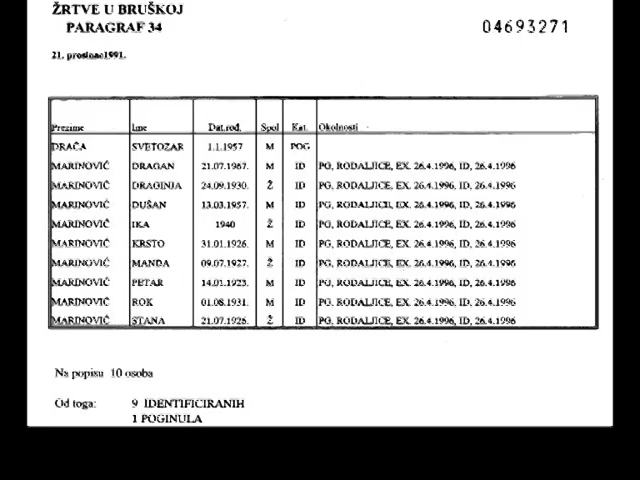 ŽRTVE U BRUŠKOJ
PARAGRAF 34
04693271
21. prosinac1991.
Prezime Ime Dat.rođ. Spol Kat. Okolnosti
DRAČA SVETOZAR 1.1.1957 M POG
MARINOVIĆ DRAGAN 21.07.1967. M ID PG, RODALJICE, EX. 26.4.1996, ID, 26.4.1996
MARINOVIĆ DRAGINJA 24.09.1930. Ž ID PG, RODALJICE, EX. 26.4.1996, ID, 26.4.1996
MARINOVIĆ DUŠAN 13.03.1957. M ID PG, RODALJICE, EX. 26.4.1996, ID, 26.4.1996
MARINOVIĆ IKA 1940 Ž ID PG, RODALJICE, EX. 26.4.1996, ID, 26.4.1996
MARINOVIĆ KRSTO 31.01.1926. M ID PG, RODALJICE, EX. 26.4.1996, ID, 26.4.1996
MARINOVIĆ MANDA 09.07.1927. Ž ID PG, RODALJICE, EX. 26.4.1996, ID, 26.4.1996
MARINOVIĆ PETAR 14.01.1923. M ID PG, RODALJICE, EX. 26.4.1996, ID, 26.4.1996
MARINOVIĆ ROK 01.08.1931. M ID PG, RODALJICE, EX. 26.4.1996, ID, 26.4.1996
MARINOVIĆ STANA 21.07.1926. Ž ID PG, RODALJICE, EX. 26.4.1996, ID, 26.4.1996
Na popisu 10 osoba
Od toga: 9 IDENTIFICIRANIH
1 POGINULA